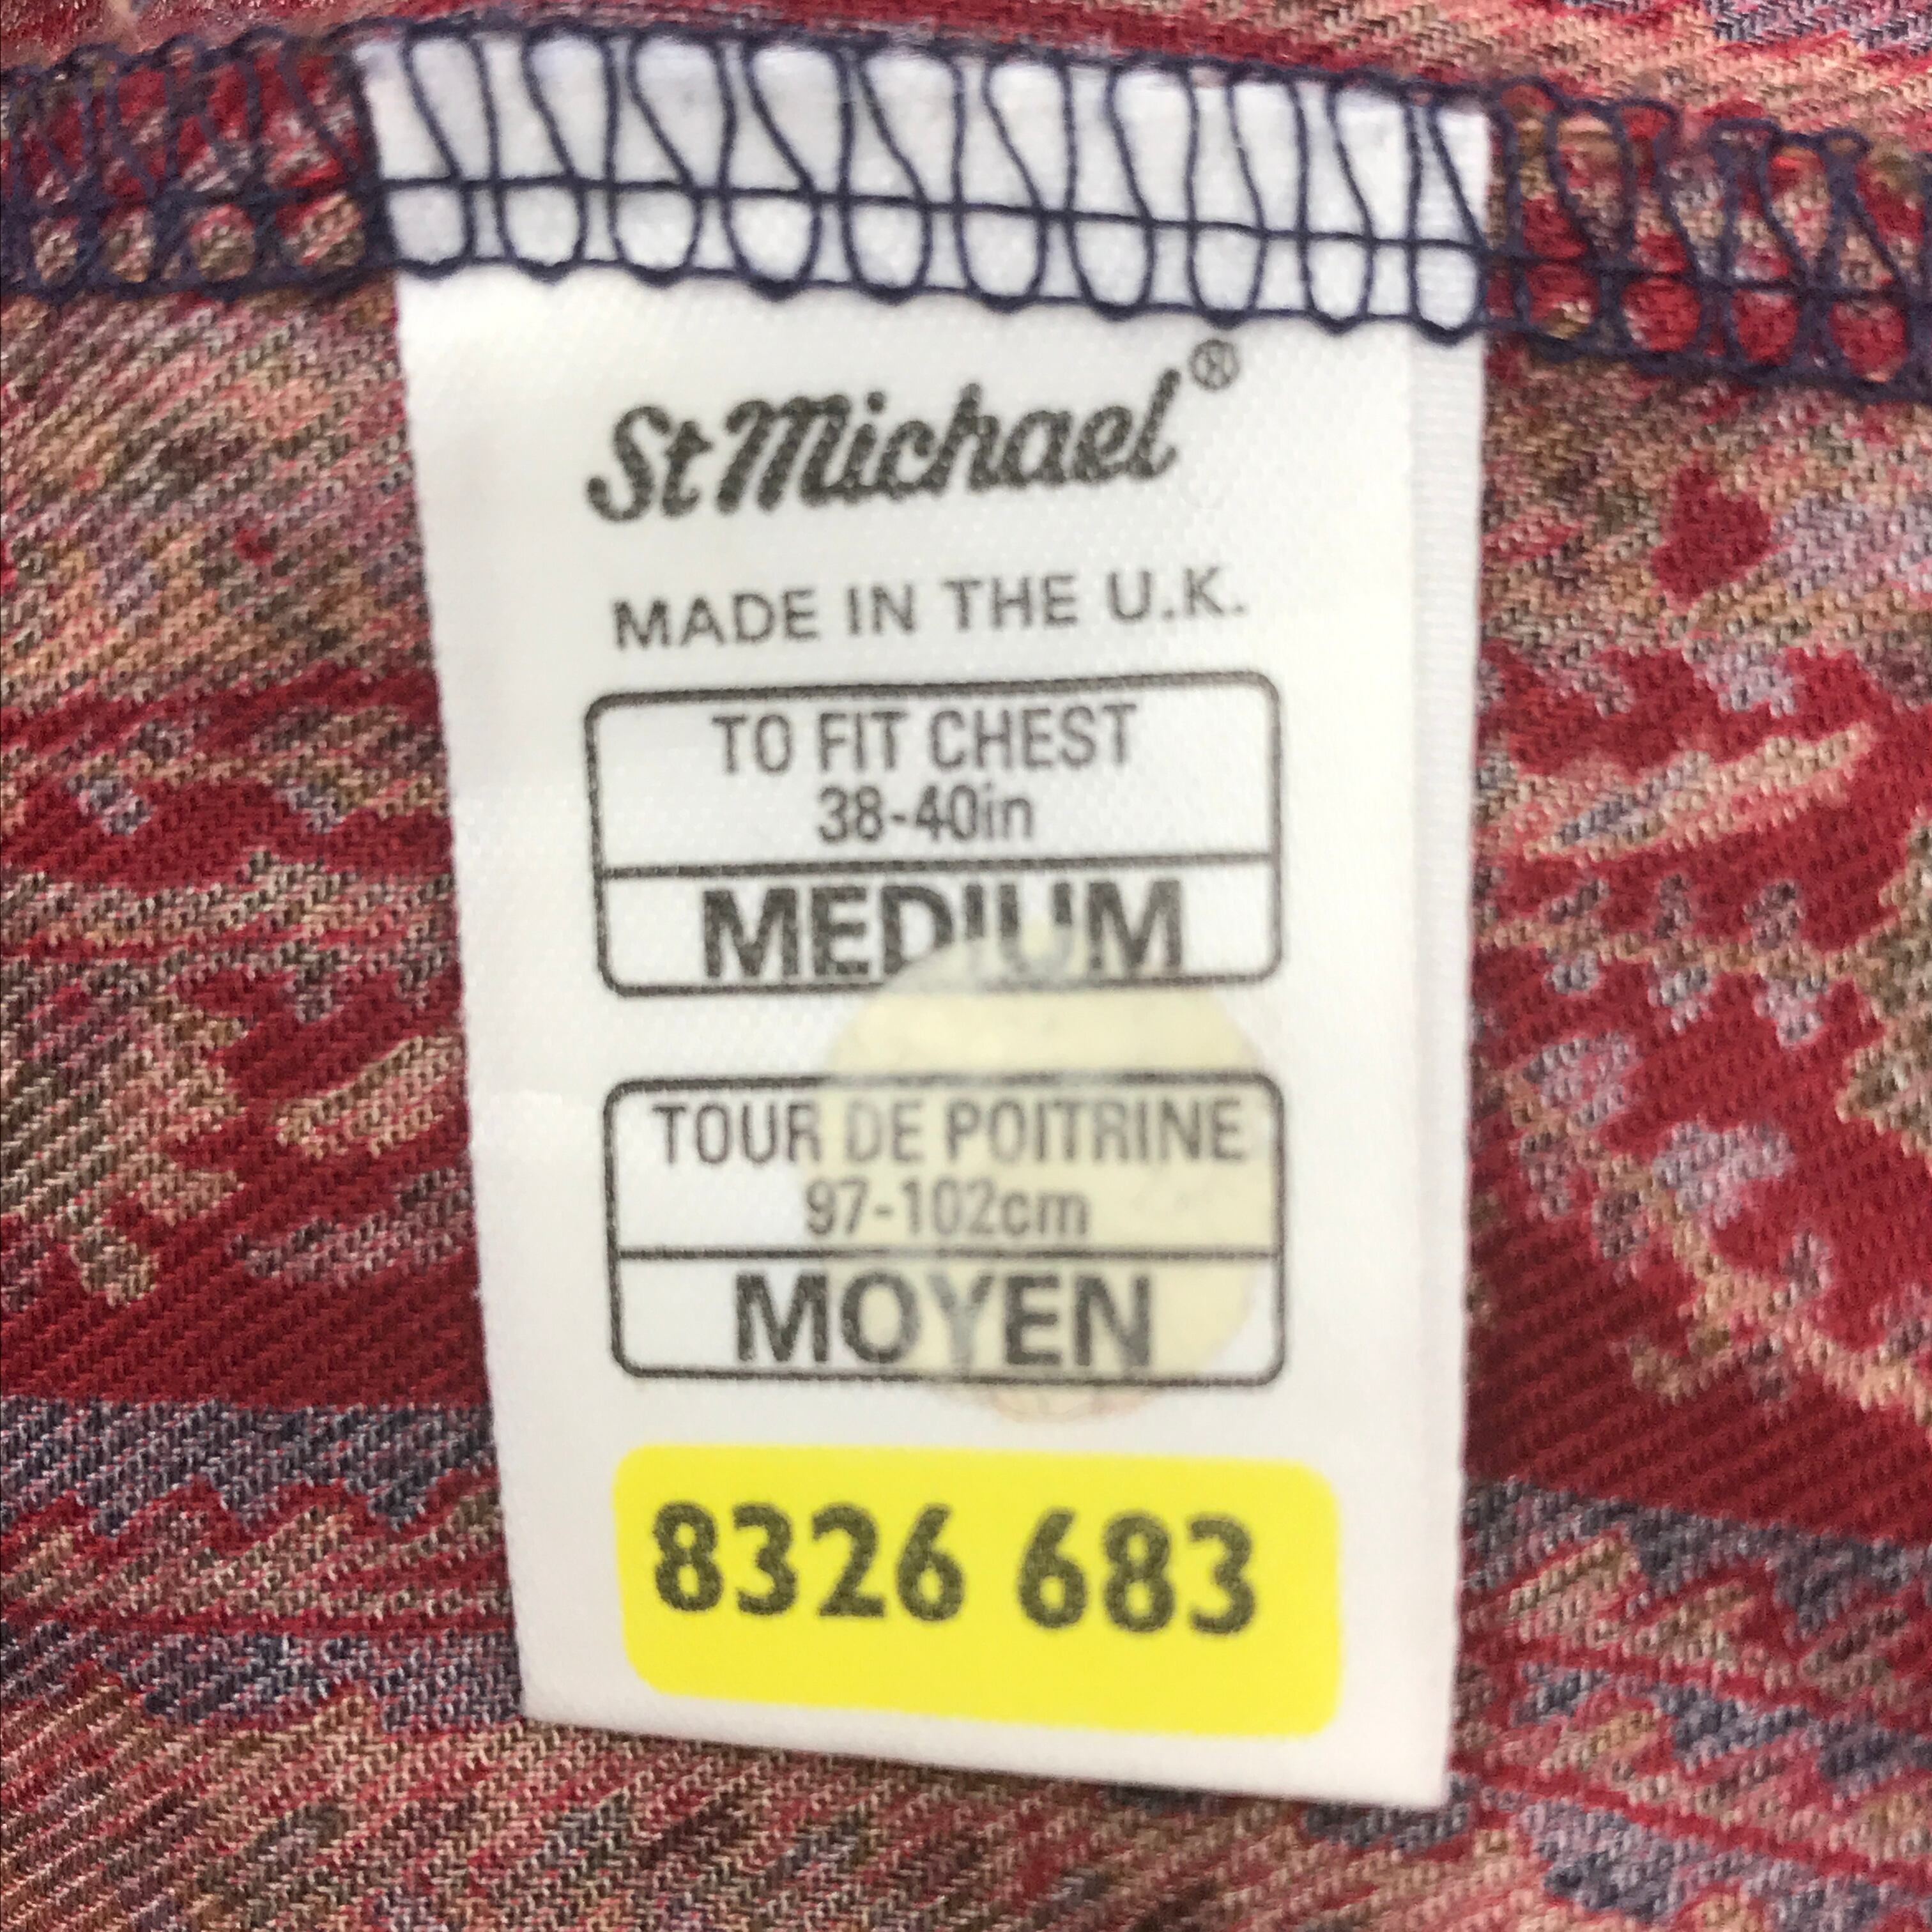 St Michael®
MADE IN THE U.K.
TO FIT CHEST
38-40in
MEDIUM
TOUR DE POITRINE
97-102cm
MOYEN
8326 683